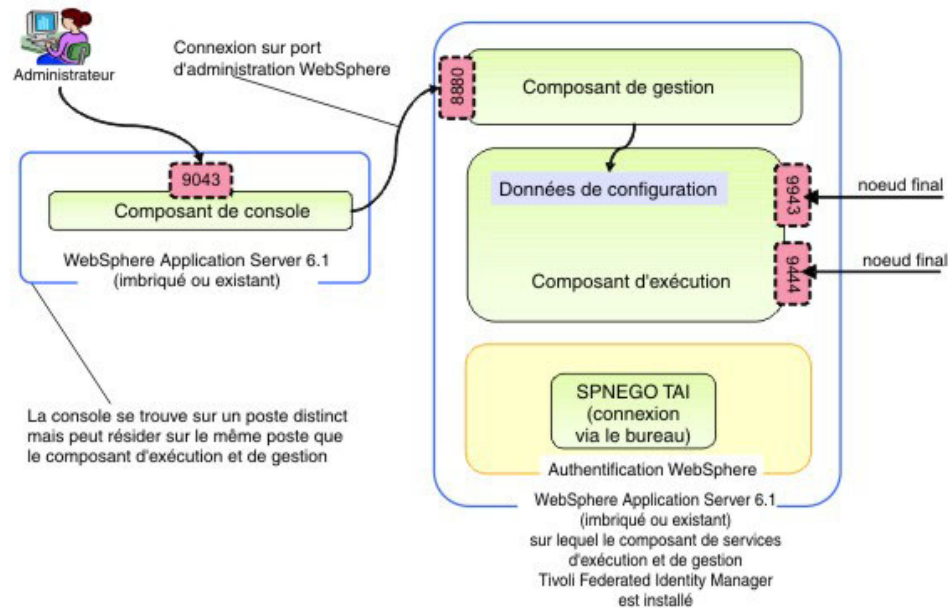 Administrateur
Connexion sur port
d'administration WebSphere
9043
Composant de console
WebSphere Application Server 6.1
(imbriqué ou existant)
La console se trouve sur un poste distinct
mais peut résider sur le même poste que
le composant d'exécution et de gestion
8880
Composant de gestion
Données de configuration
Composant d'exécution
9943
noeud final
9444
noeud final
SPNEGO TAI
(connexion
via le bureau)
Authentification WebSphere
WebSphere Application Server 6.1
(imbriqué ou existant)
sur lequel le composant de services
d'exécution et de gestion
Tivoli Federated Identity Manager
est installé